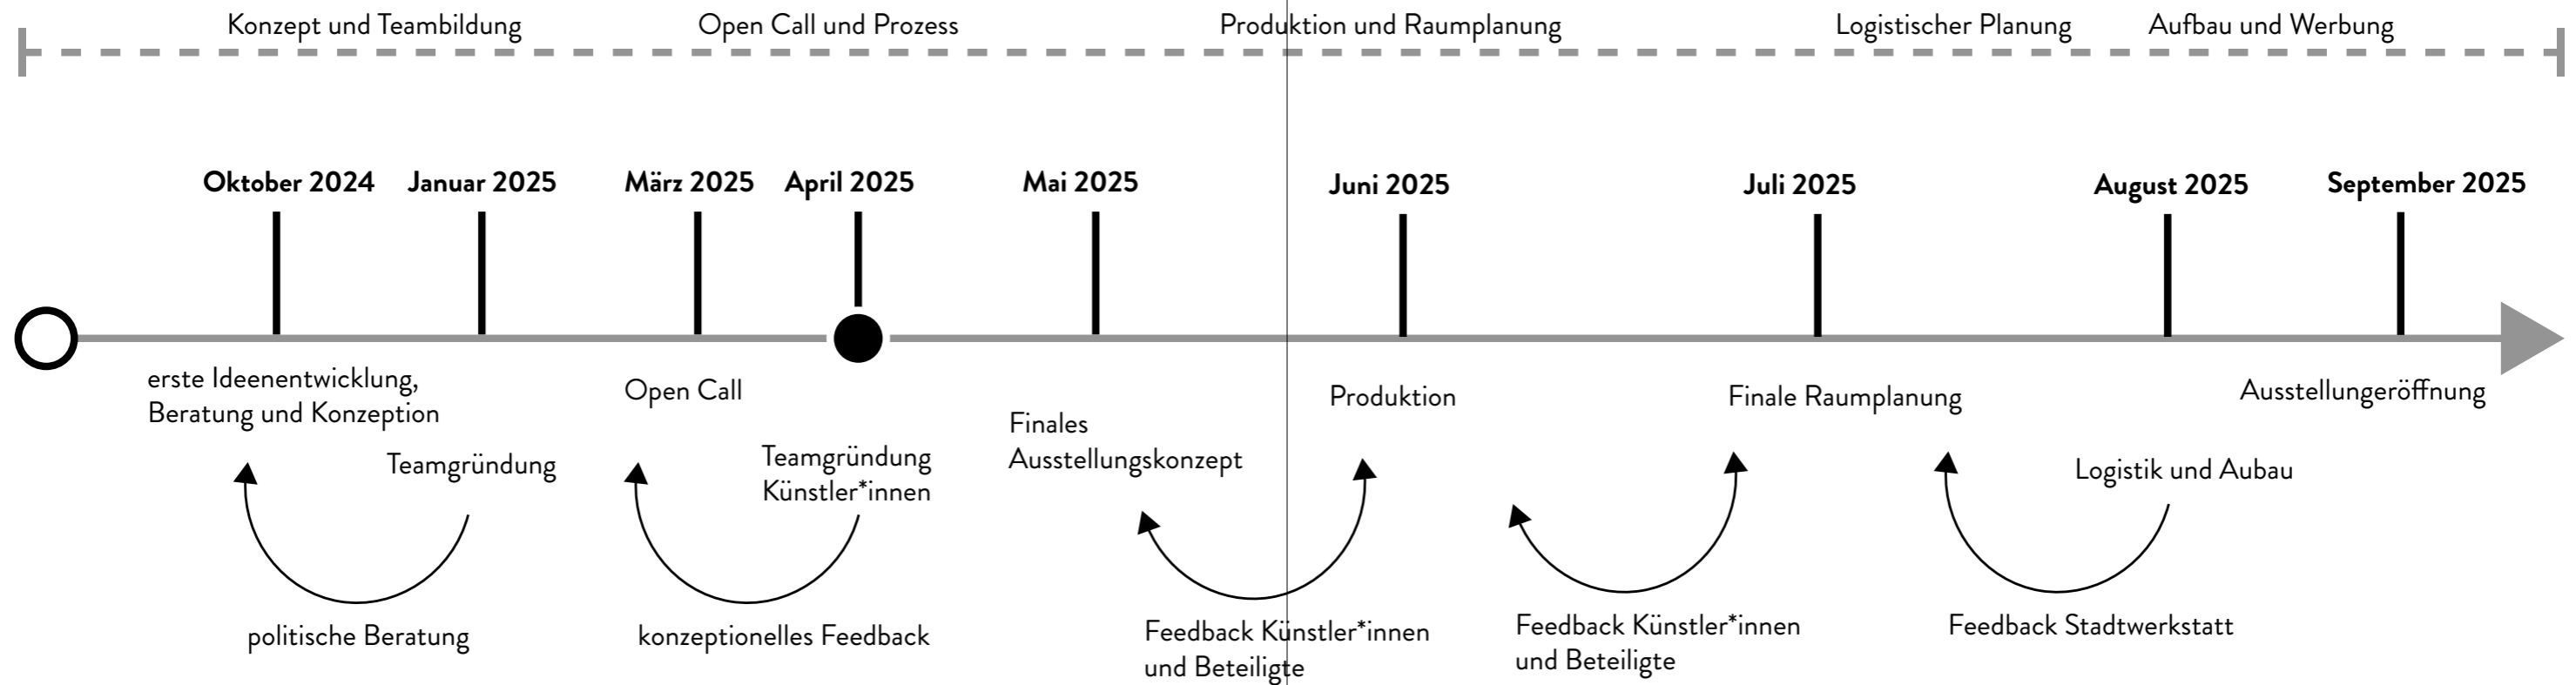 Konzept und Teambildung
Open Call und Prozess
Produktion und Raumplanung
Logistischer Planung
Aufbau und Werbung
Oktober 2024
Januar 2025
März 2025
April 2025
Mai 2025
Juni 2025
Juli 2025
August 2025
September 2025
erste Ideenentwicklung,
Beratung und Konzeption
Teamgründung
Open Call
Teamgründung
Künstler*innen
Finales
Ausstellungskonzept
Produktion
Finale Raumplanung
Logistik und Aubau
Ausstellungeröffnung
politische Beratung
konzeptionelles Feedback
Feedback Künstler*innen
und Beteiligte
Feedback Künstler*innen
und Beteiligte
Feedback Stadtwerkstatt